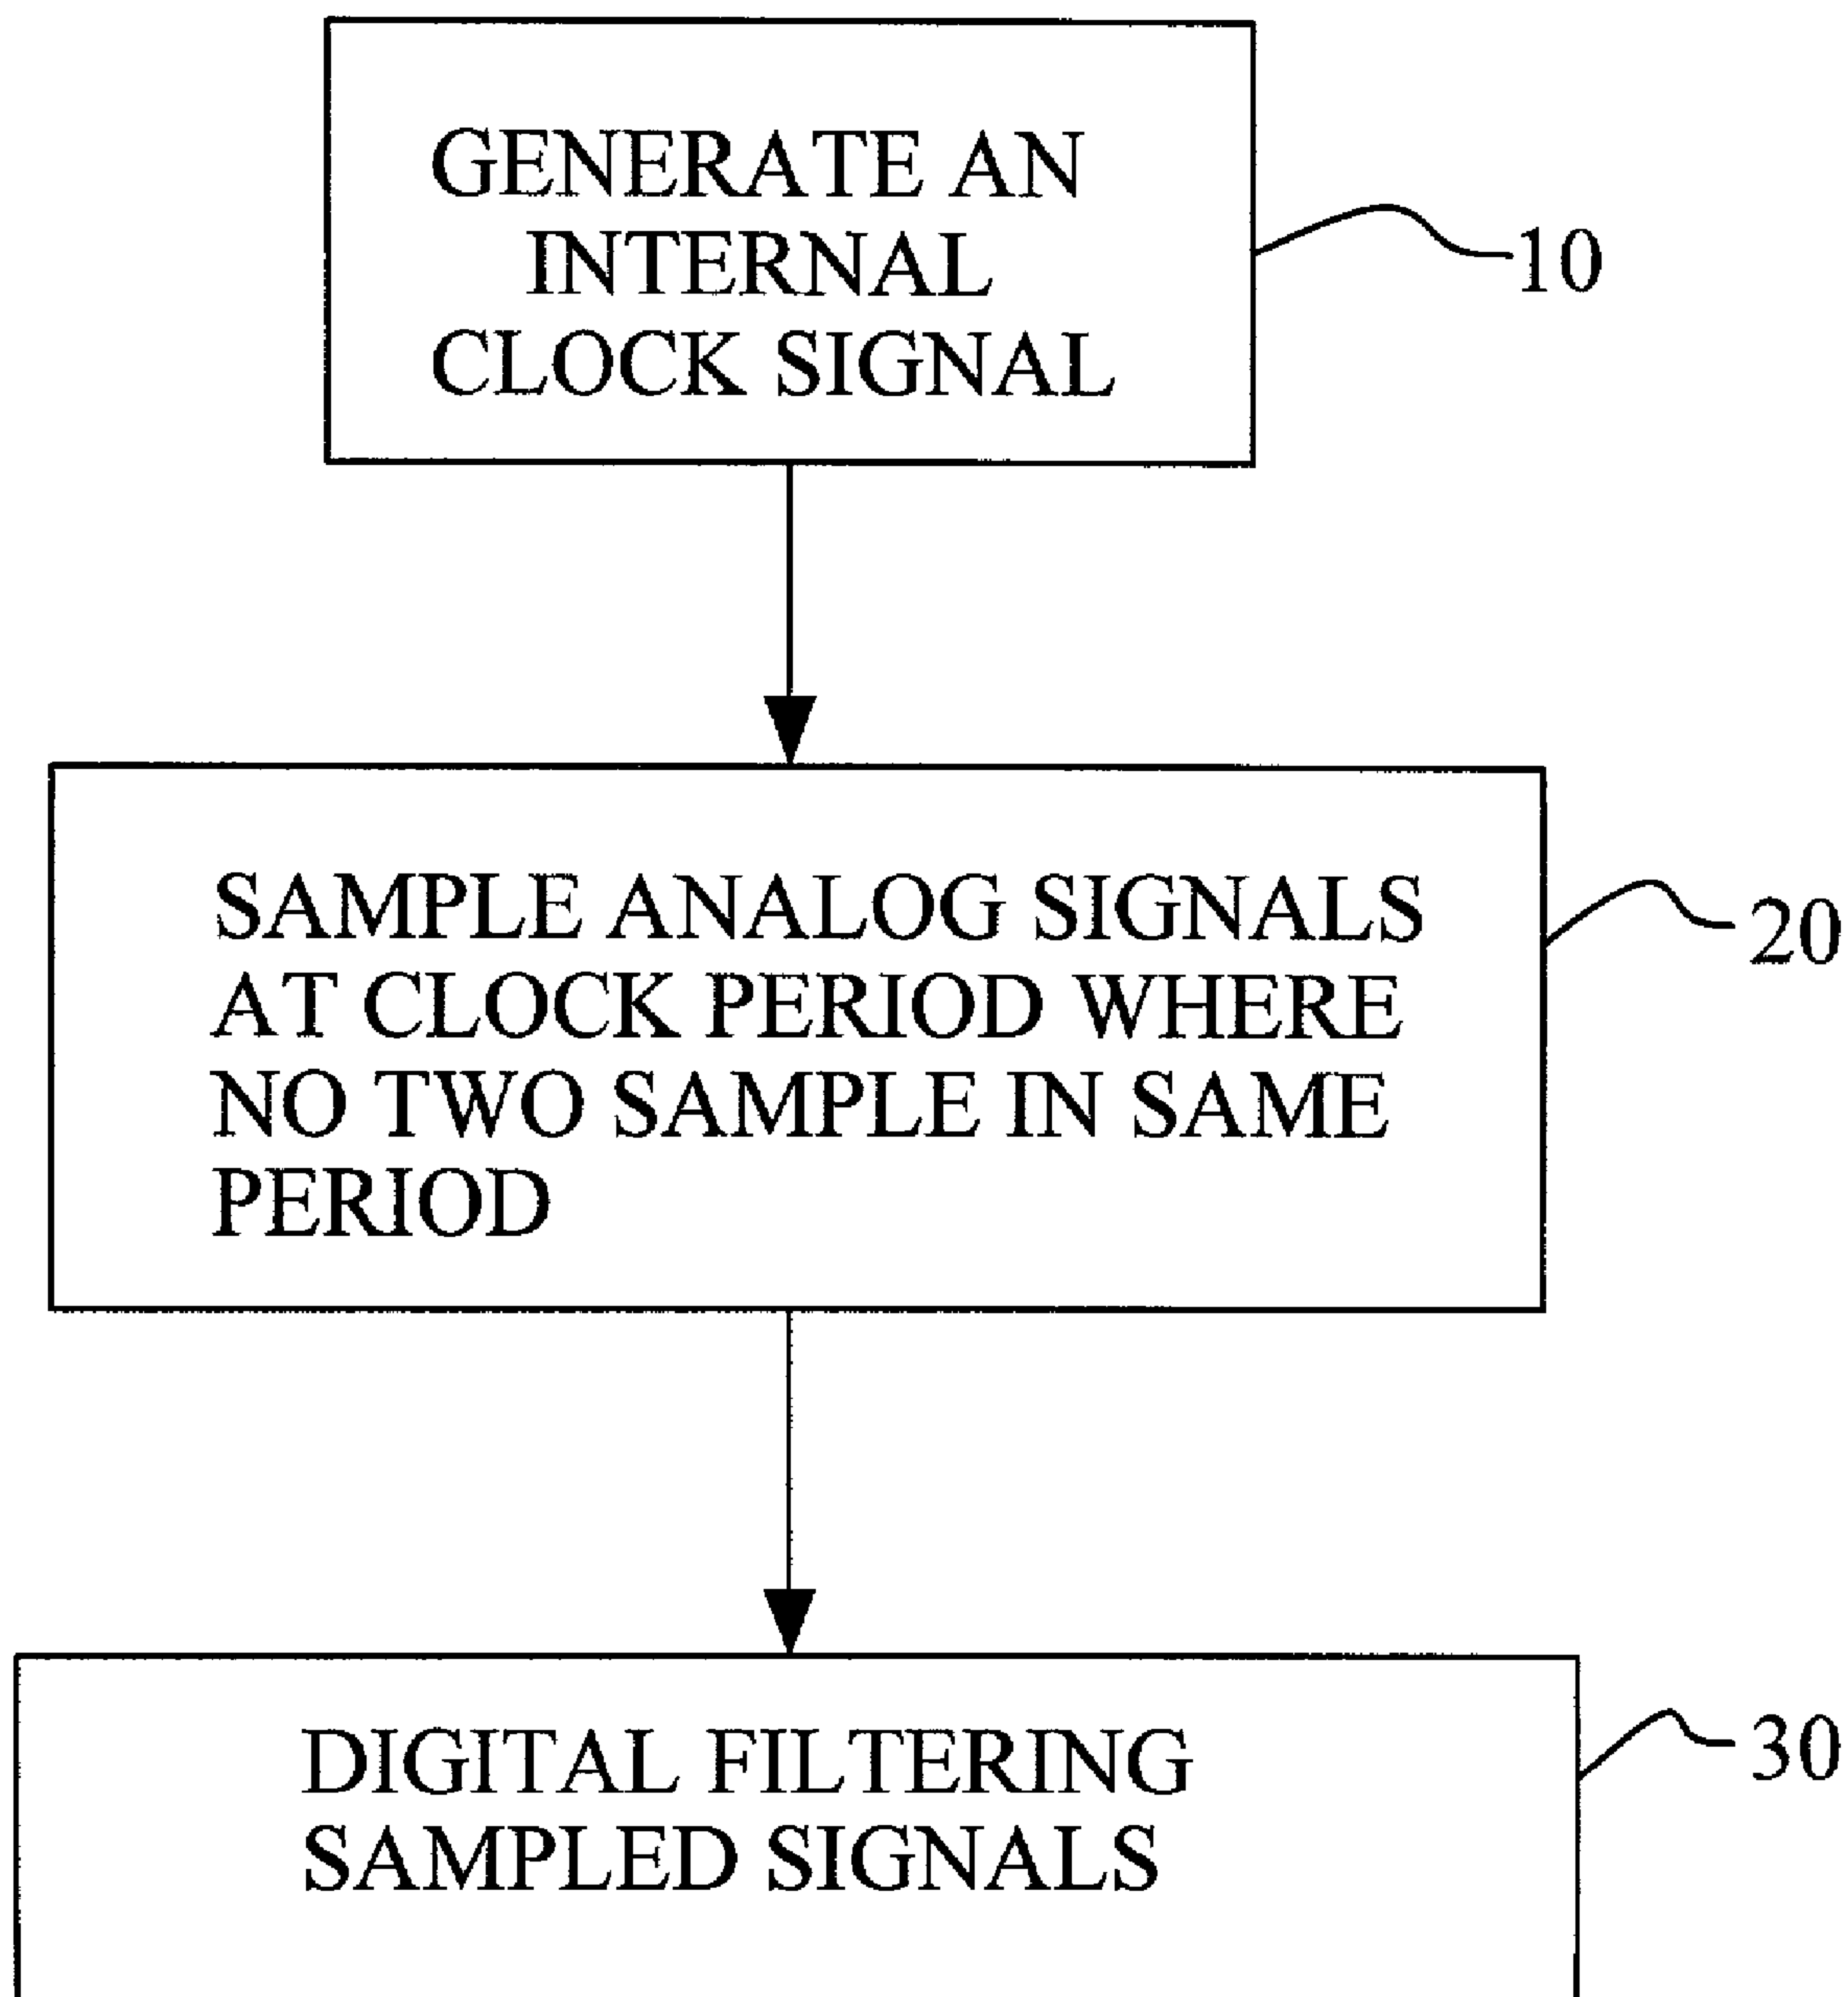 GENERATE AN
INTERNAL
CLOCK SIGNAL
10
SAMPLE ANALOG SIGNALS
AT CLOCK PERIOD WHERE
NO TWO SAMPLE IN SAME
PERIOD
20
DIGITAL FILTERING
SAMPLED SIGNALS
30